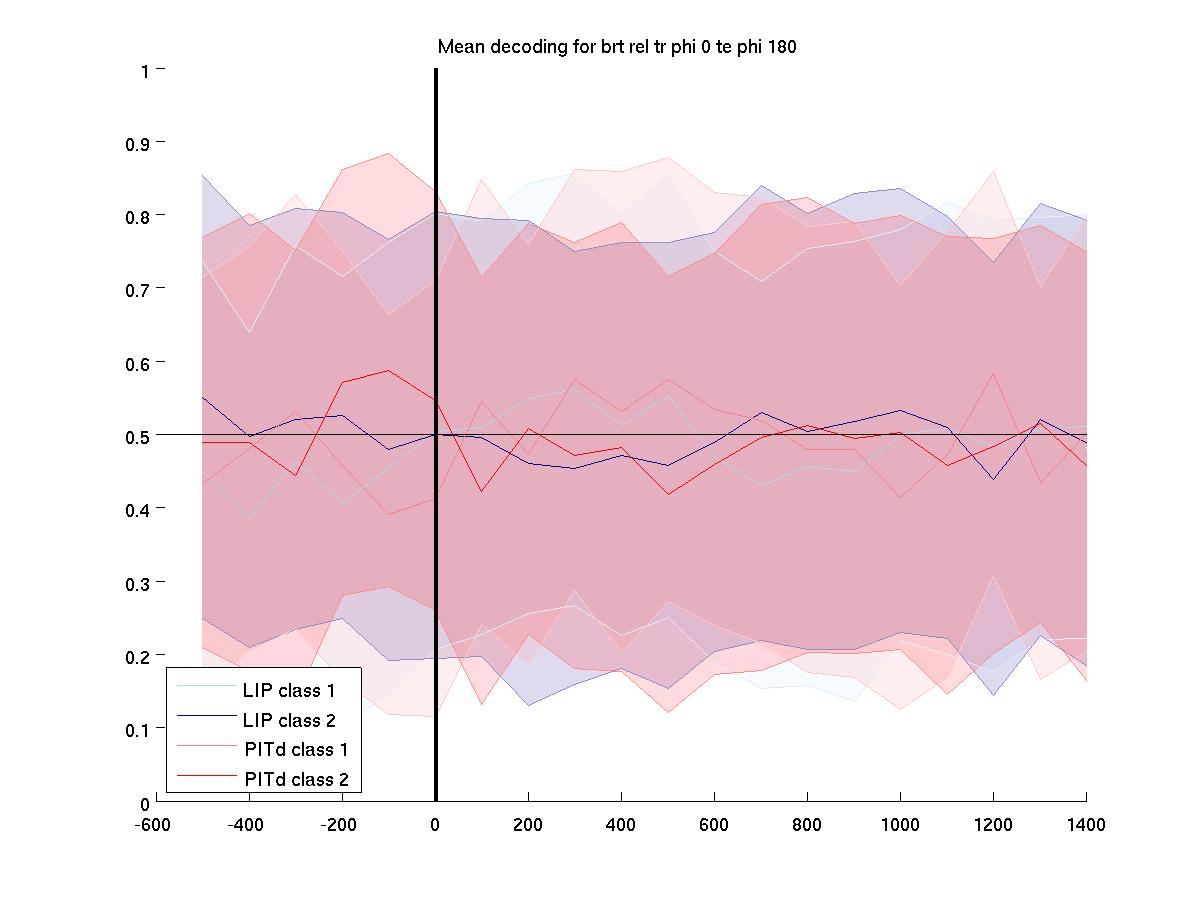 Mean decoding for brt rel tr phi 0 te phi 180
1
0.9
0.8
0.7
0.6
0.5
0.4
0.3
0.2
0.1
0
LIP class 1
LIP class 2
PITd class 1
PITd class 2
-600 -400 -200 0 200 400 600 800 1000 1200 1400